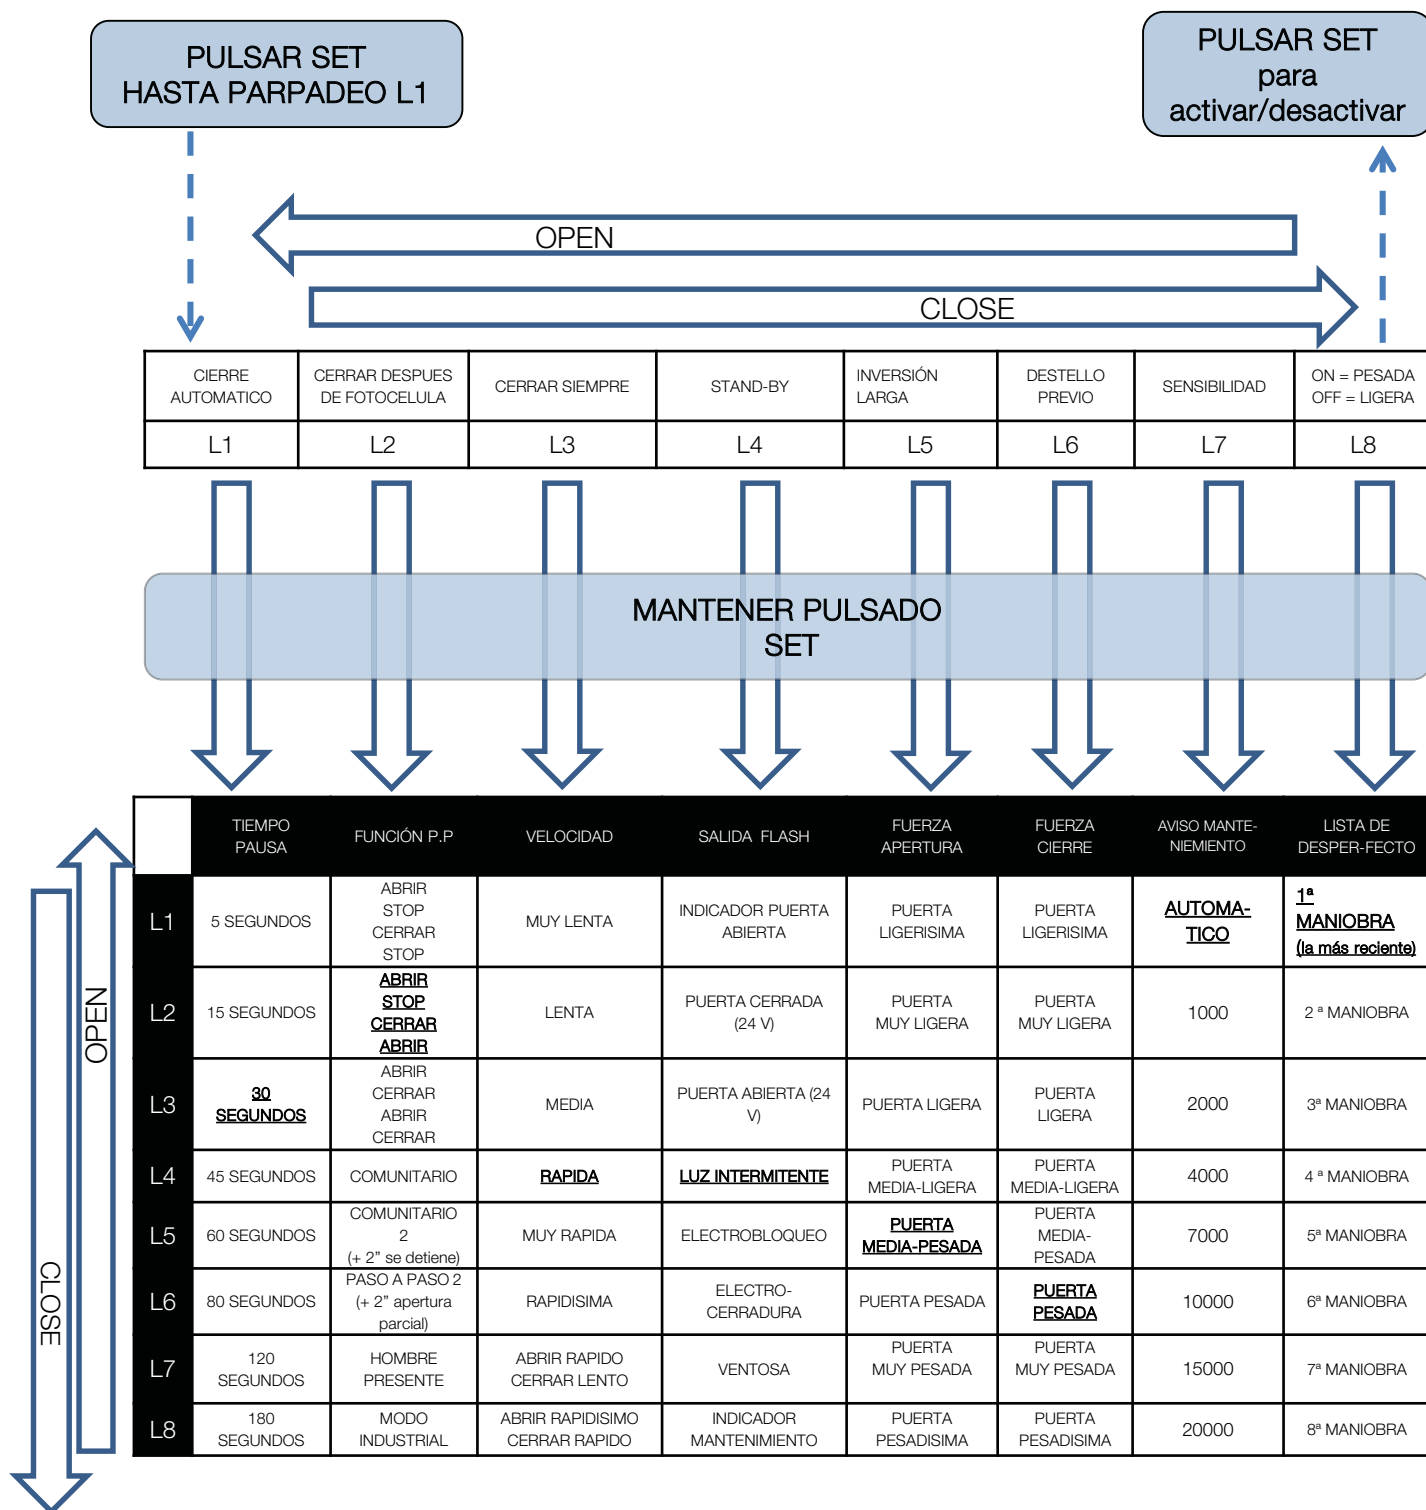 PULSAR SET
HASTA PARPADEO L1
PULSAR SET
para
activar/desactivar
OPEN
CLOSE
CIERRE
AUTOMATICO
CERRAR DESPUES
DE FOTOCELULA
CERRAR SIEMPRE
STAND-BY
INVERSIÓN
LARGA
DESTELLO
PREVIO
SENSIBILIDAD
ON = PESADA
OFF = LIGERA
L1
L2
L3
L4
L5
L6
L7
L8
MANTENER PULSADO
SET
TIEMPO
PAUSA
FUNCIÓN P.P
VELOCIDAD
SALIDA FLASH
FUERZA
APERTURA
FUERZA
CIERRE
AVISO MANTE-
NIEMIENTO
LISTA DE
DESPER-FECTO
L1
5 SEGUNDOS
ABRIR
STOP
CERRAR
STOP
MUY LENTA
INDICADOR PUERTA
ABIERTA
PUERTA
LIGERISIMA
PUERTA
LIGERISIMA
AUTOMA-
TICO
1ª
MANIOBRA
(la más reciente)
L2
15 SEGUNDOS
ABRIR
STOP
CERRAR
ABRIR
LENTA
PUERTA CERRADA
(24 V)
PUERTA
MUY LIGERA
PUERTA
MUY LIGERA
1000
2 ª MANIOBRA
L3
30
SEGUNDOS
ABRIR
CERRAR
ABRIR
CERRAR
MEDIA
PUERTA ABIERTA (24
V)
PUERTA LIGERA
PUERTA
LIGERA
2000
3ª MANIOBRA
L4
45 SEGUNDOS
COMUNITARIO
RAPIDA
LUZ INTERMITENTE
PUERTA
MEDIA-LIGERA
PUERTA
MEDIA-LIGERA
4000
4 ª MANIOBRA
L5
60 SEGUNDOS
COMUNITARIO
2
(+ 2” se detiene)
MUY RAPIDA
ELECTROBLOQUEO
PUERTA
MEDIA-PESADA
PUERTA
MEDIA-
PESADA
7000
5ª MANIOBRA
L6
80 SEGUNDOS
PASO A PASO 2
(+ 2” apertura
parcial)
RAPIDISIMA
ELECTRO-
CERRADURA
PUERTA PESADA
PUERTA
PESADA
10000
6ª MANIOBRA
L7
120
SEGUNDOS
HOMBRE
PRESENTE
ABRIR RAPIDO
CERRAR LENTO
VENTOSA
PUERTA
MUY PESADA
PUERTA
MUY PESADA
15000
7ª MANIOBRA
L8
180
SEGUNDOS
MODO
INDUSTRIAL
ABRIR RAPIDISIMO
CERRAR RAPIDO
INDICADOR
MANTENIMIENTO
PUERTA
PESADISIMA
PUERTA
PESADISIMA
20000
8ª MANIOBRA
OPEN
CLOSE